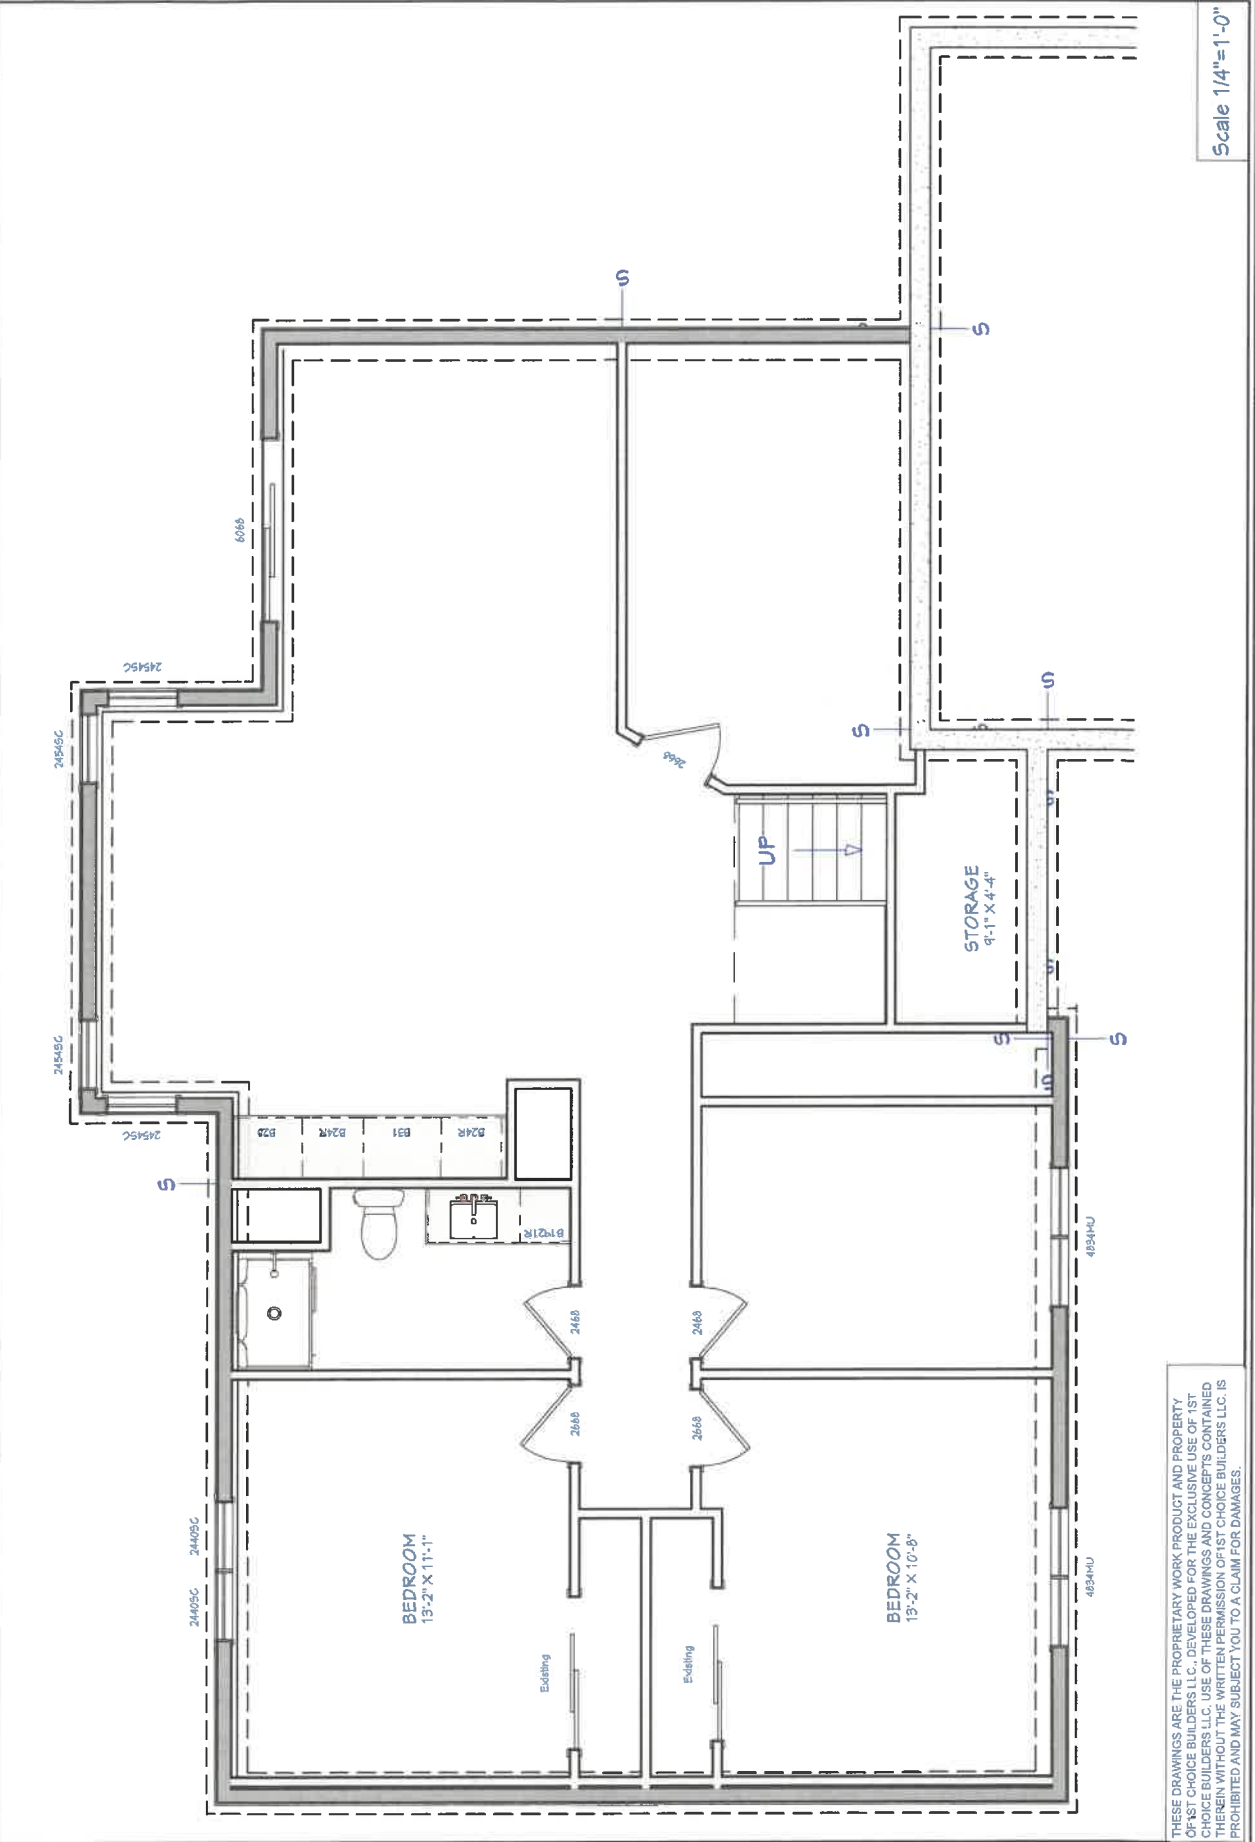 Scale 1/4"=1'-0"
S
S
6068
2454SC
2454SC
2454SC
2454SC
S
S
2668
UP
STORAGE
9'-1" X 4'-4"
S
S
S
S
S
B24R
B31
B24R
S
B1921R
2468
2468
4834MU
2668
2668
2440SC
2440SC
BEDROOM
13'-2" X 11'-1"
BEDROOM
13'-2" X 10'-8"
4834MU
Existing
Existing
THESE DRAWINGS ARE THE PROPRIETARY WORK PRODUCT AND PROPERTY
OF 1ST CHOICE BUILDERS LLC., DEVELOPED FOR THE EXCLUSIVE USE OF 1ST
CHOICE BUILDERS LLC. USE OF THESE DRAWINGS AND CONCEPTS CONTAINED
THEREIN WITHOUT THE WRITTEN PERMISSION OF 1ST CHOICE BUILDERS LLC. IS
PROHIBITED AND MAY SUBJECT YOU TO A CLAIM FOR DAMAGES.